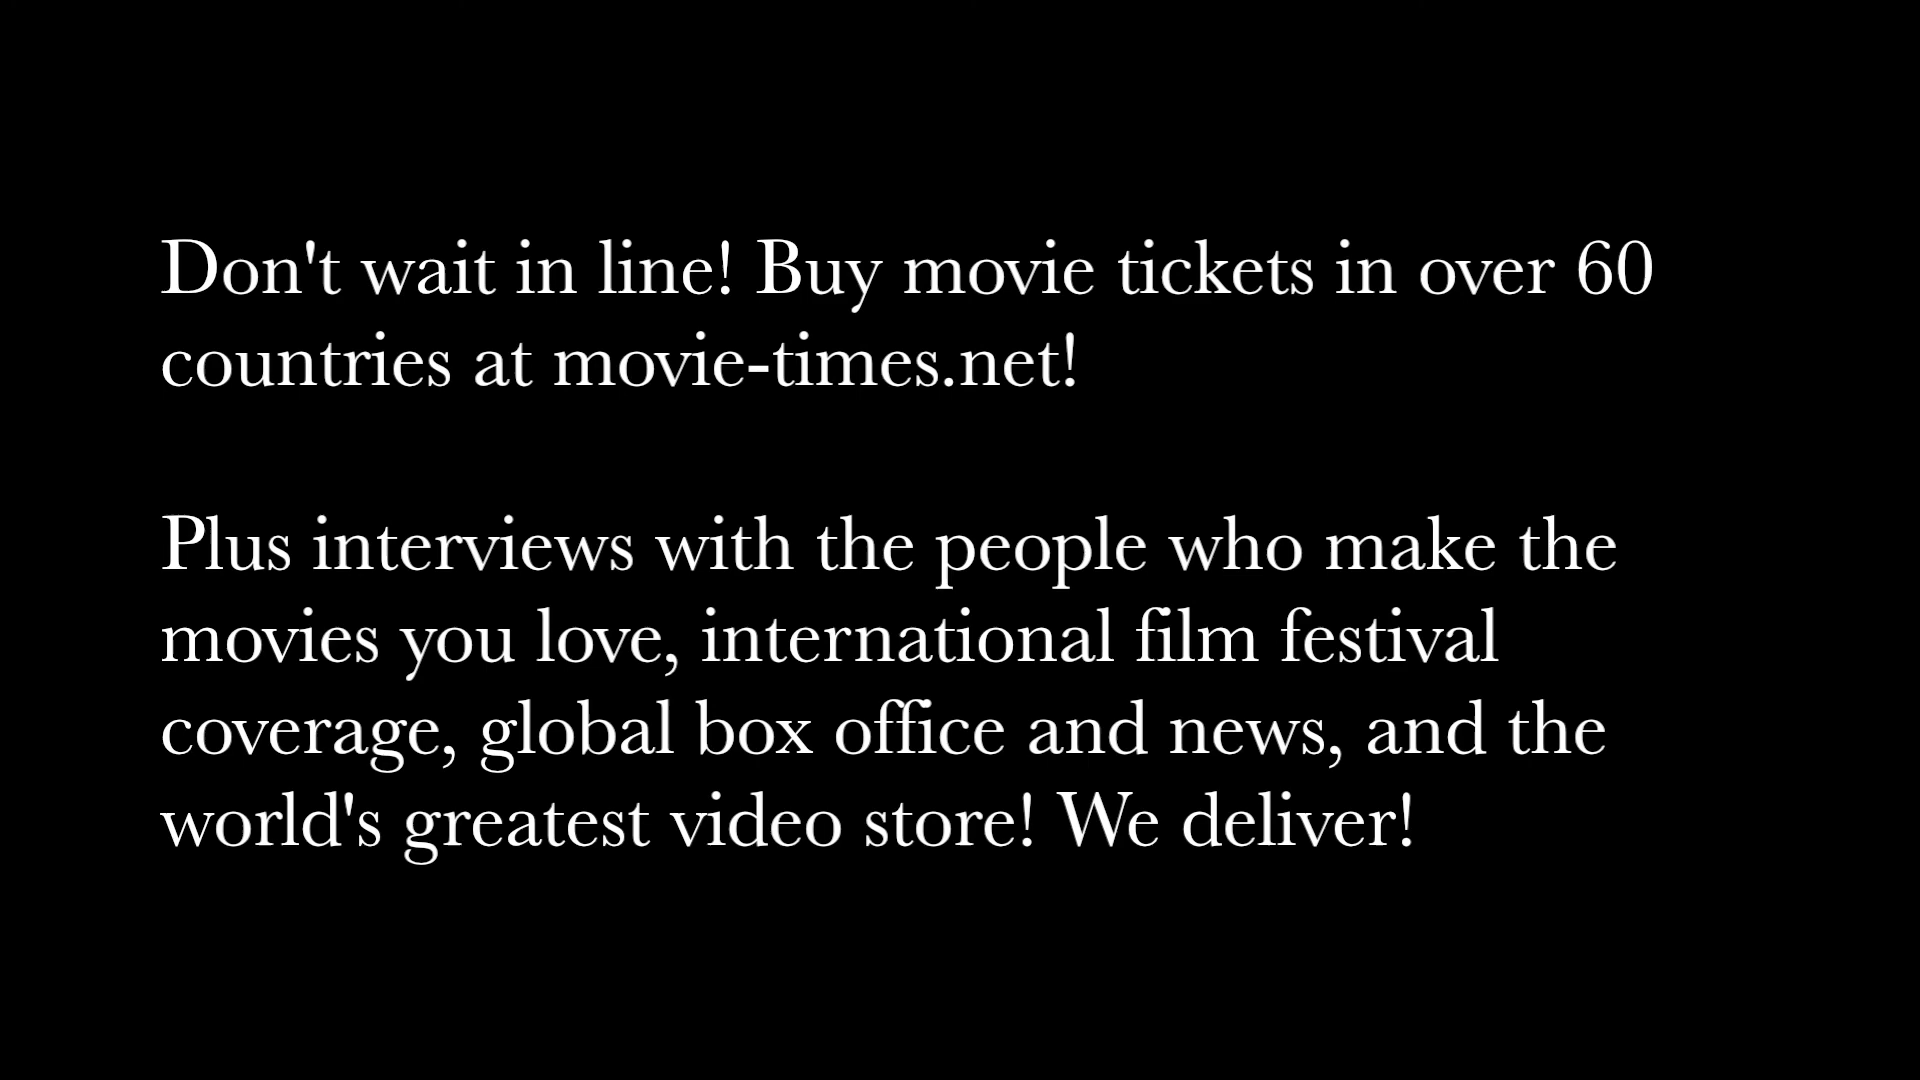 Don't wait in line! Buy movie tickets in over 60
countries at movie-times.net!
Plus interviews with the people who make the
movies you love, international film festival
coverage, global box office and news, and the
world's greatest video store! We deliver!